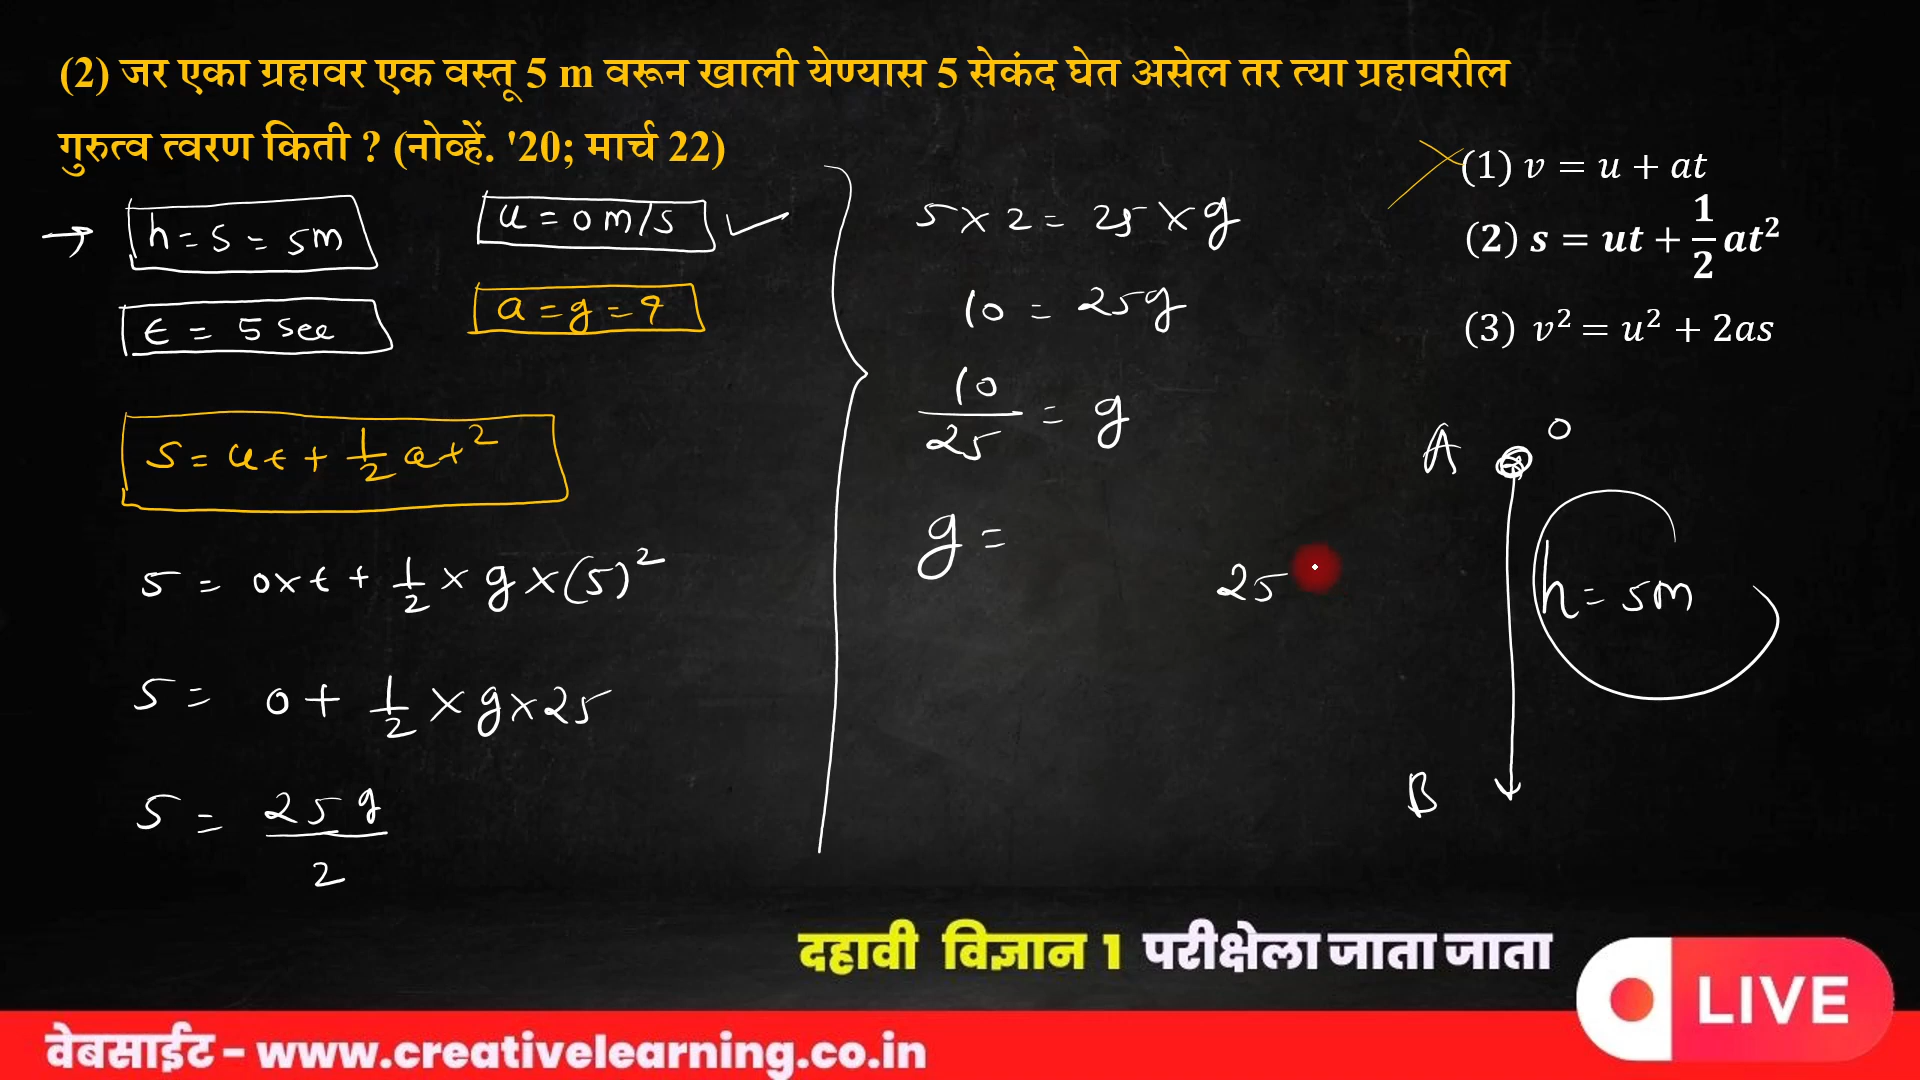 (2) जर एका ग्रहावर एक वस्तू 5 m वरून खाली येण्यास 5 सेकंद घेत असेल तर त्या ग्रहावरील
गुरुत्व त्वरण किती ? (नोव्हें. '20; मार्च 22)
→ h = s = 5m
u = 0 m/s ✓
t = 5 sec
a = g = ?
s = ut + 1/2 at²
5 = 0×t + 1/2 × g × (5)²
5 = 0 + 1/2 × g × 25
5 = 25 g / 2
5 × 2 = 25 × g
10 = 25g
10/25 = g
g =
25
(1) v = u + at
(2) s = ut + 1/2 at²
(3) v² = u² + 2as
A
0
h = 5m
B
दहावी विज्ञान 1 परीक्षेला जाता जाता
LIVE
वेबसाईट - www.creativelearning.co.in